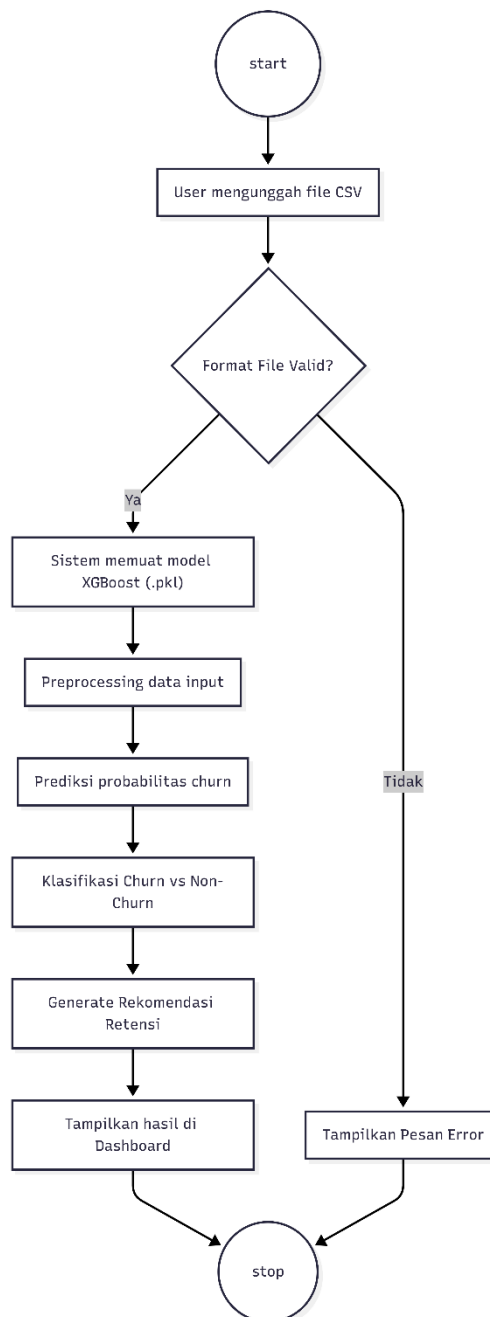 start
User mengunggah file CSV
Format File Valid?
Ya
Sistem memuat model
XGBoost (.pkl)
Preprocessing data input
Prediksi probabilitas churn
Tidak
Klasifikasi Churn vs Non-
Churn
Generate Rekomendasi
Retensi
Tampilkan hasil di
Dashboard
Tampilkan Pesan Error
stop